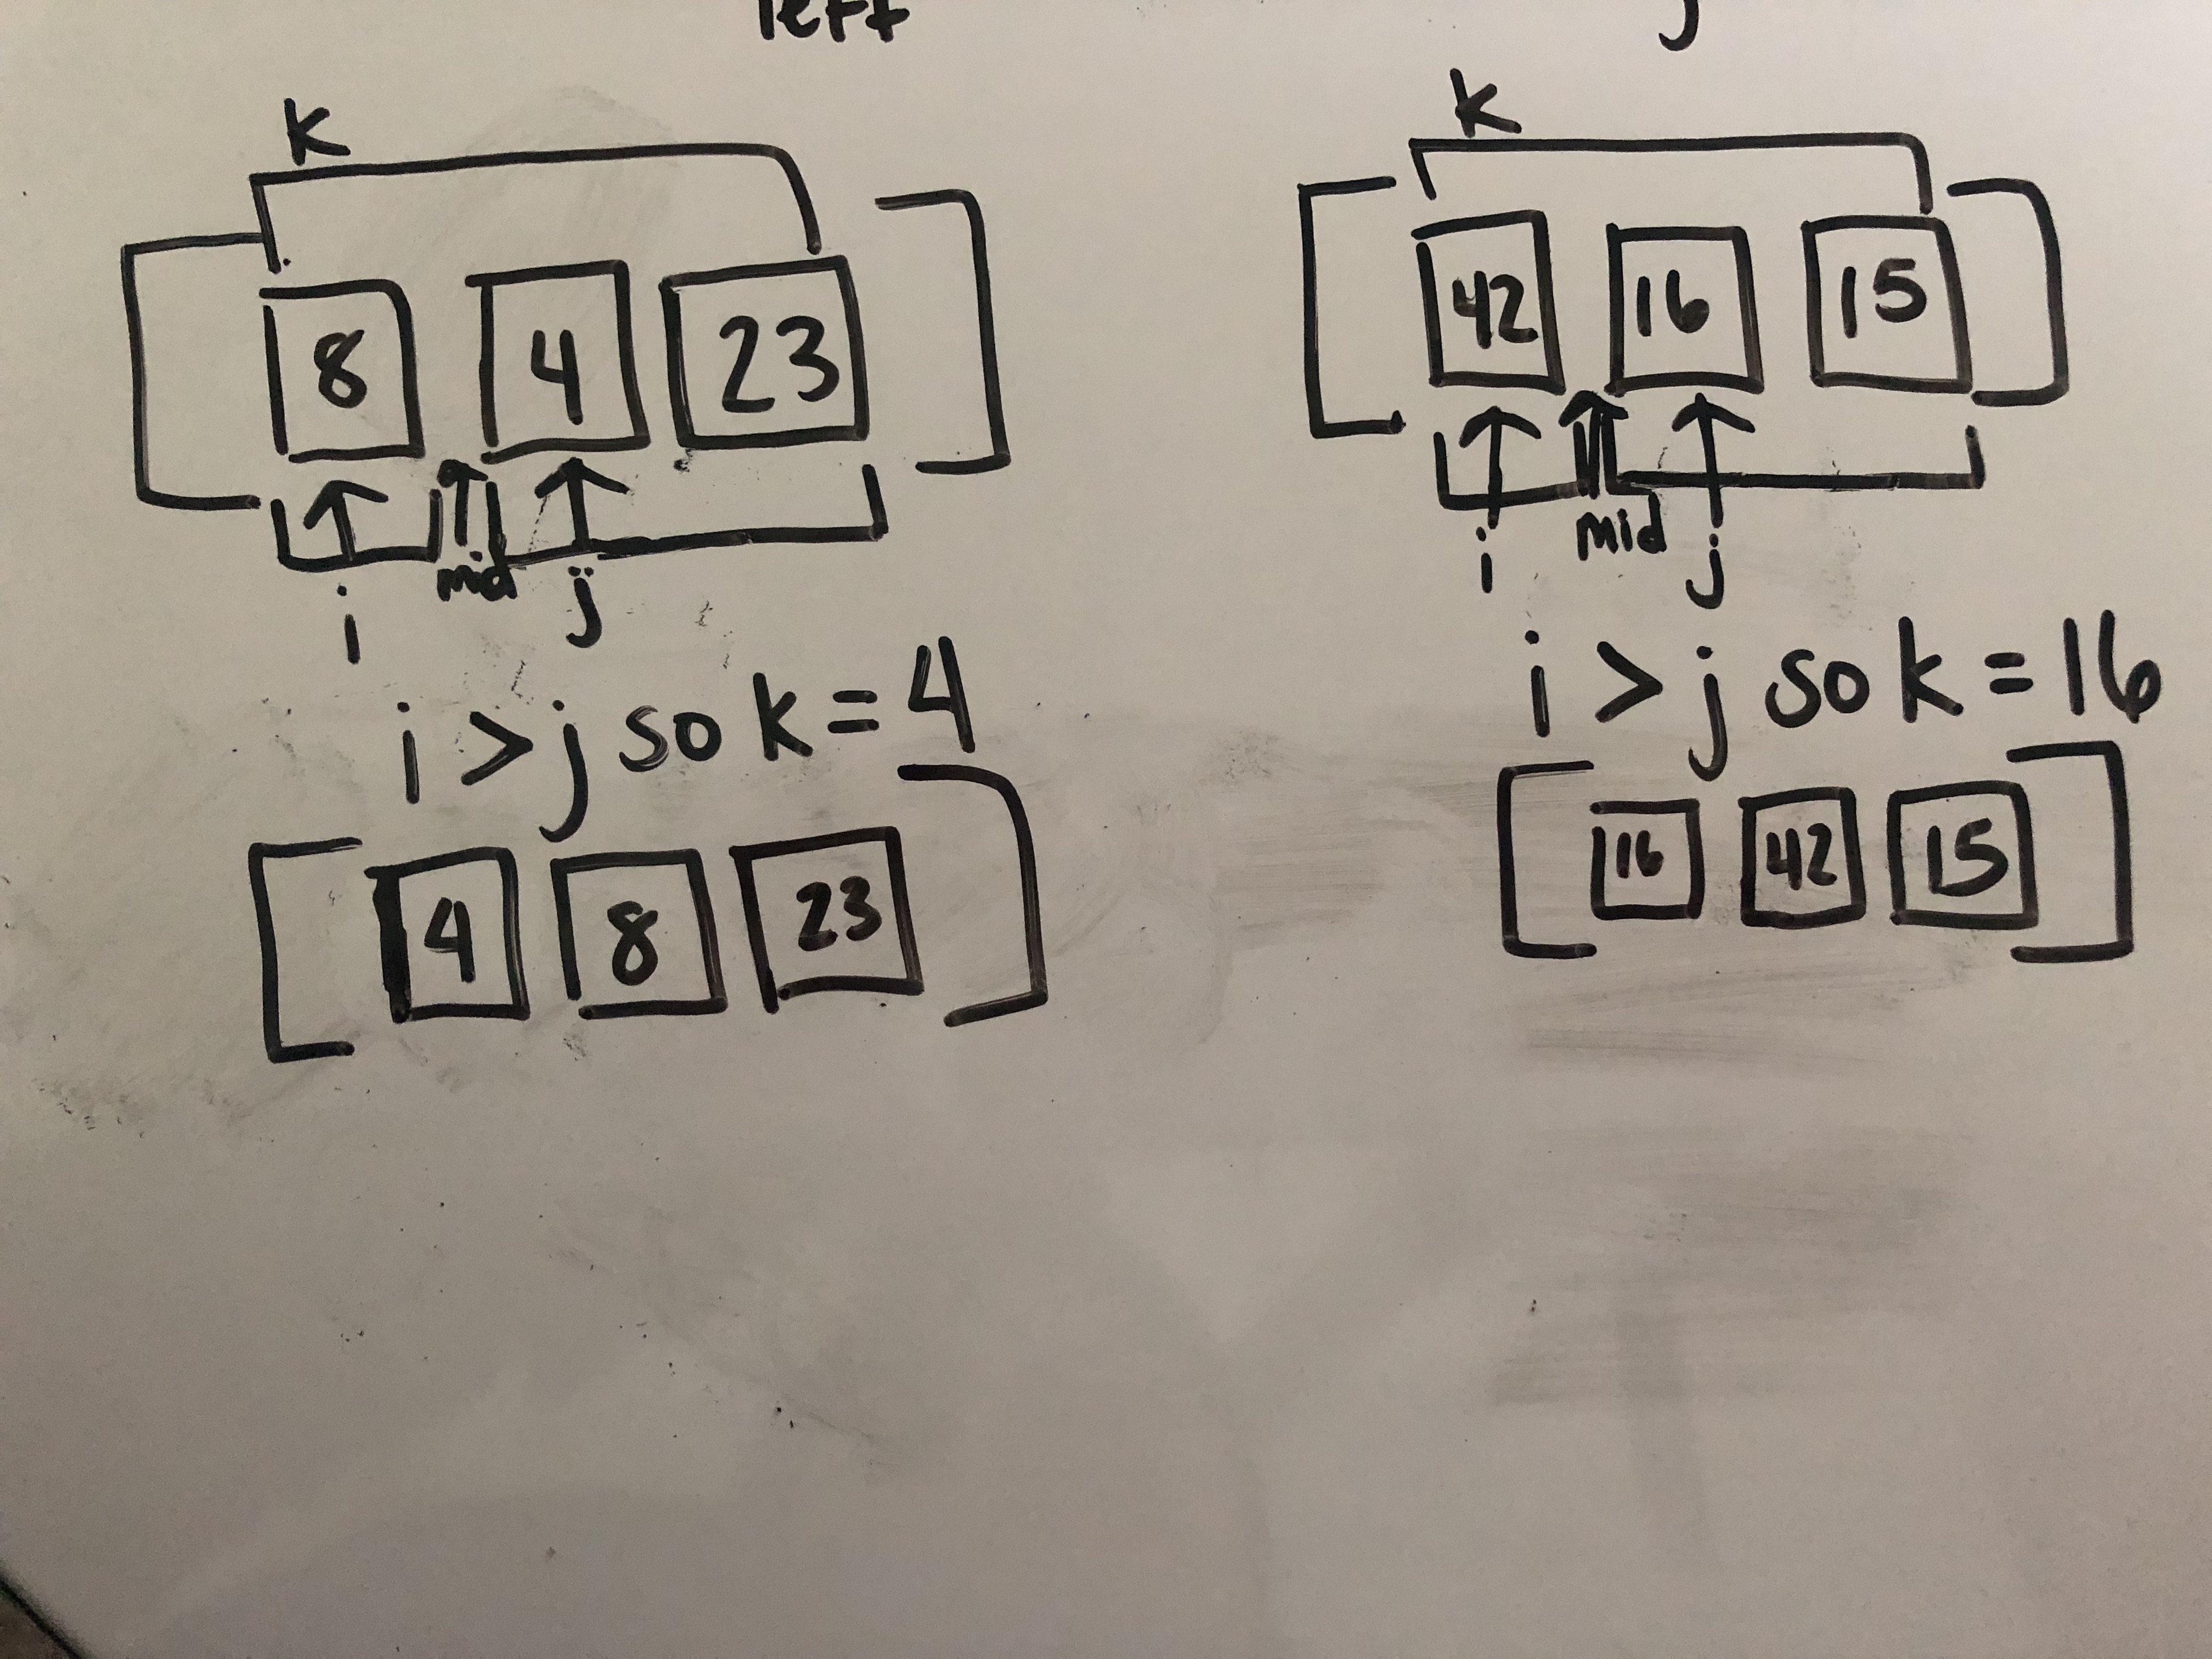 left
j
k
8 4 23
i mid j
i > j so k = 4
4 8 23
k
42 16 15
i mid j
i > j so k = 16
16 42 15